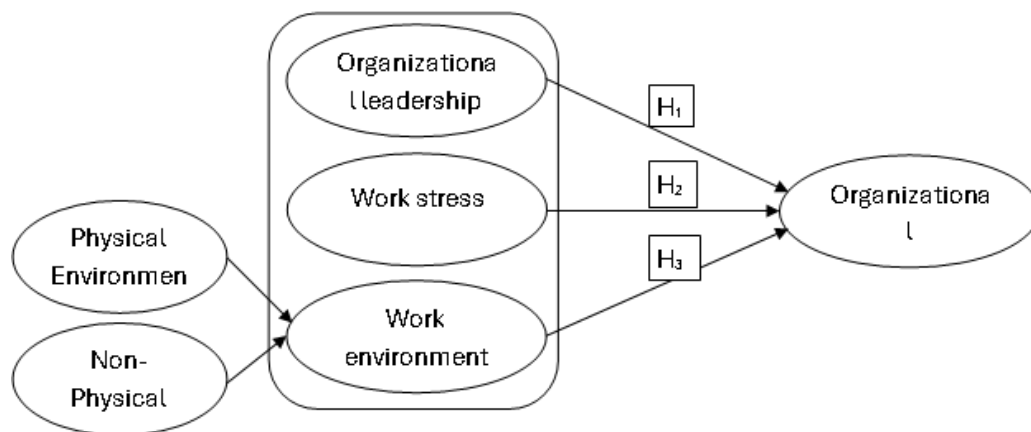 Organizationa
l leadership
H₁
Work stress
H₂
Organizationa
l
Physical
Environmen
H₃
Work
environment
Non-
Physical